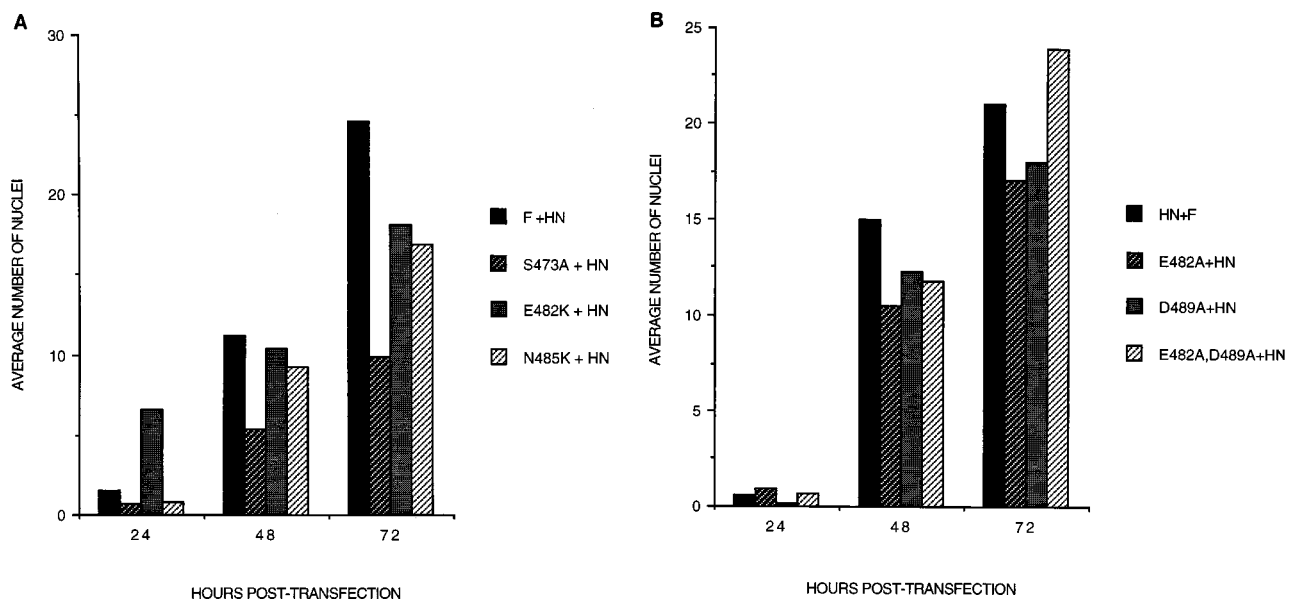 A
30
20
10
0
AVERAGE NUMBER OF NUCLEI
24 48 72
HOURS POST-TRANSFECTION
F +HN
S473A + HN
E482K + HN
N485K + HN
B
25
20
15
10
5
0
AVERAGE NUMBER OF NUCLEI
24 48 72
HOURS POST-TRANSFECTION
HN+F
E482A+HN
D489A+HN
E482A,D489A+HN